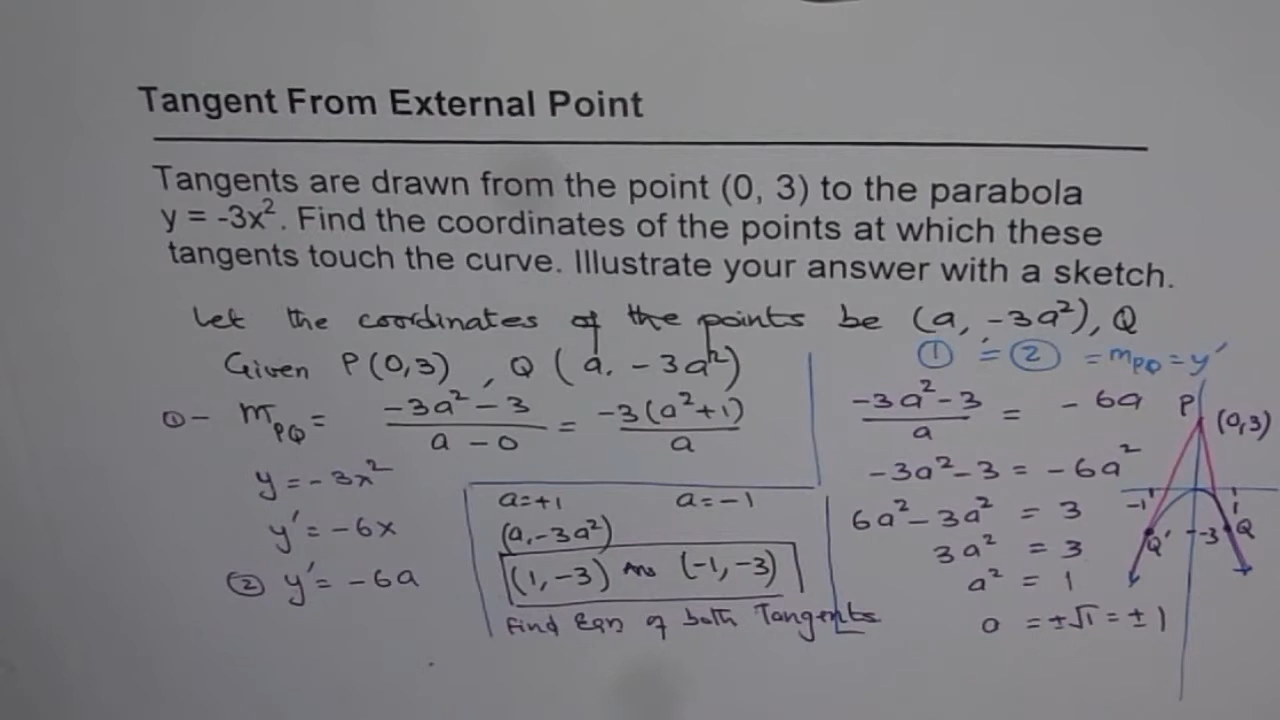 Tangent From External Point
Tangents are drawn from the point (0, 3) to the parabola
y = -3x². Find the coordinates of the points at which these
tangents touch the curve. Illustrate your answer with a sketch.
Let the coordinates of the points be (a, -3a²), Q
Given P(0,3), Q (a, -3a²)
①- m_PQ = (-3a² - 3)/(a - 0) = -3(a²+1)/a
y = -3x²
y' = -6x
② y' = -6a
a=+1 a=-1
(a,-3a²)
(1,-3) Ans (-1,-3)
Find Eqn of both Tangents
① = ② = m_PQ = y'
(-3a² - 3)/a = -6a
-3a² - 3 = -6a²
6a² - 3a² = 3
3a² = 3
a² = 1
a = ±√1 = ±1
P
(0,3)
-1 1
Q' -3 Q